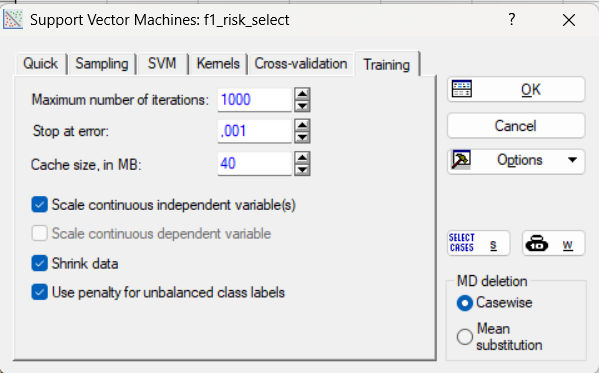 Support Vector Machines: f1_risk_select
?
Quick
Sampling
SVM
Kernels
Cross-validation
Training
Maximum number of iterations: 1000
Stop at error: ,001
Cache size, in MB: 40
Scale continuous independent variable(s)
Scale continuous dependent variable
Shrink data
Use penalty for unbalanced class labels
OK
Cancel
Options
SELECT
CASES
s
w
MD deletion
Casewise
Mean
substitution